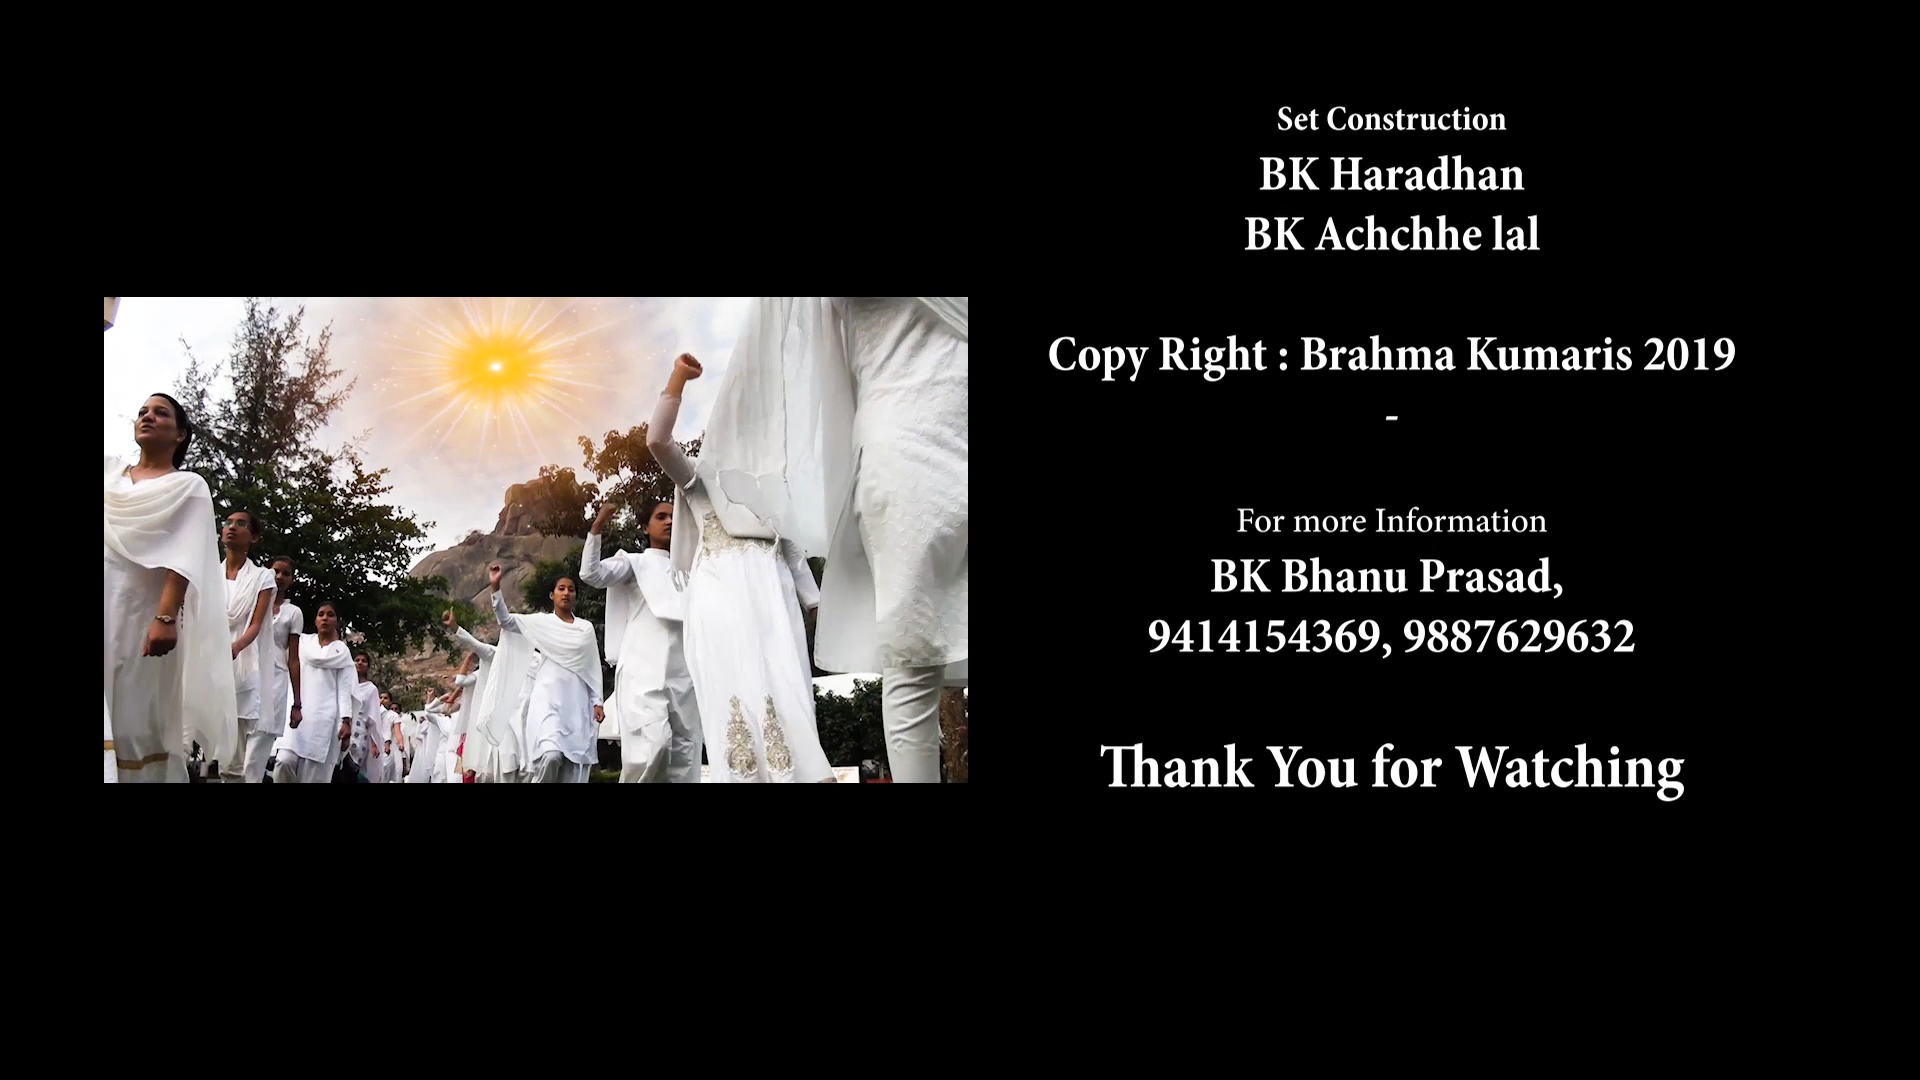 Set Construction
BK Haradhan
BK Achchhe lal
Copy Right : Brahma Kumaris 2019
-
For more Information
BK Bhanu Prasad,
9414154369, 9887629632
Thank You for Watching